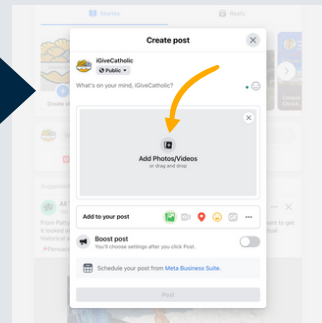 Stories
Reels
Create post
iGiveCatholic
Public
What's on your mind, iGiveCatholic?
Add Photos/Videos
or drag and drop
Add to your post
GIF
Boost post
You'll choose settings after you click Post.
Schedule your post from Meta Business Suite.
Post